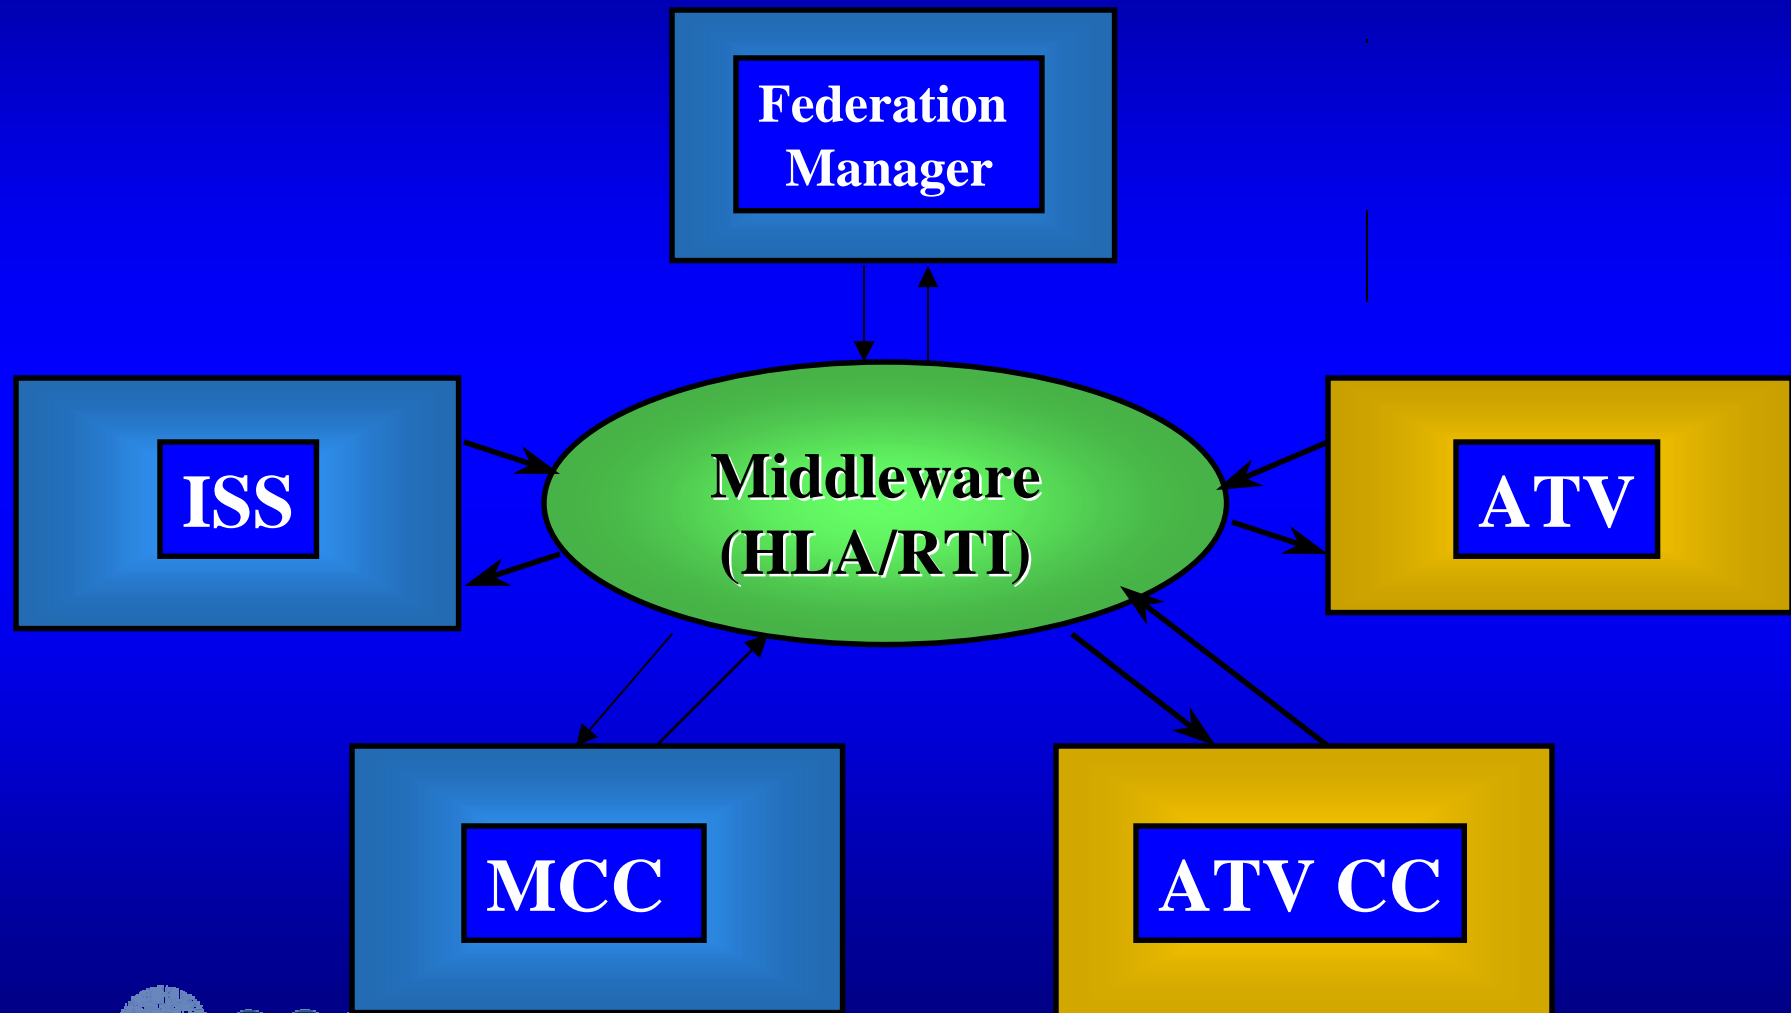 Federation
Manager
ISS
Middleware
(HLA/RTI)
ATV
MCC
ATV CC